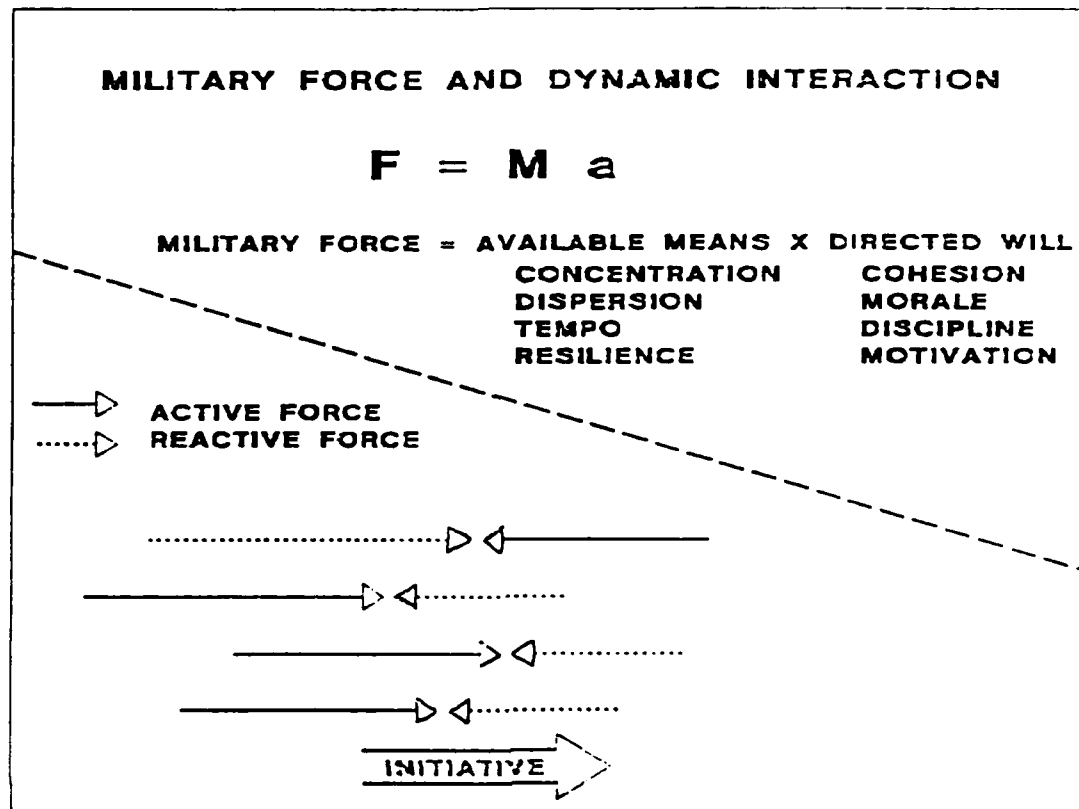 MILITARY FORCE AND DYNAMIC INTERACTION
F = M a
MILITARY FORCE = AVAILABLE MEANS X DIRECTED WILL
CONCENTRATION COHESION
DISPERSION MORALE
TEMPO DISCIPLINE
RESILIENCE MOTIVATION
ACTIVE FORCE
REACTIVE FORCE
INITIATIVE